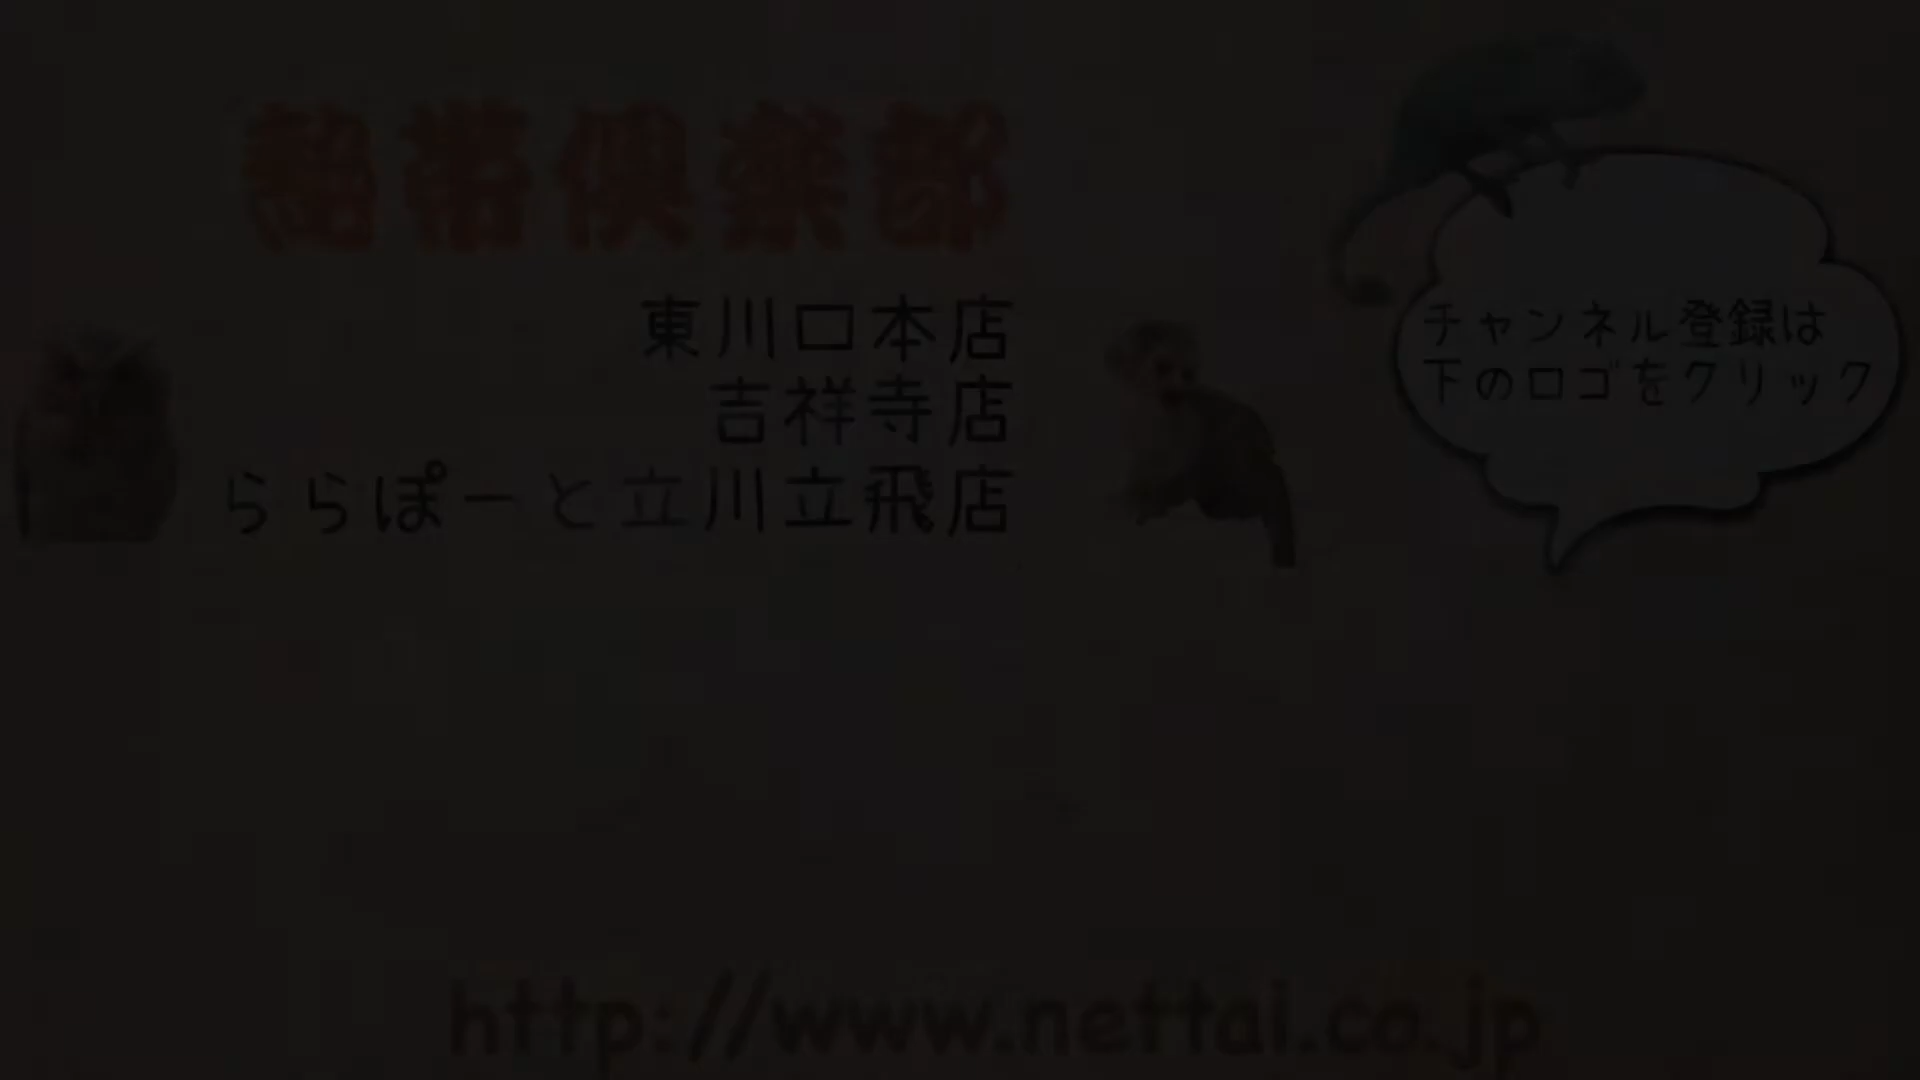 熱帯倶楽部
東川口本店
吉祥寺店
ららぽーと立川立飛店
チャンネル登録は
下のロゴをクリック
http://www.nettai.co.jp